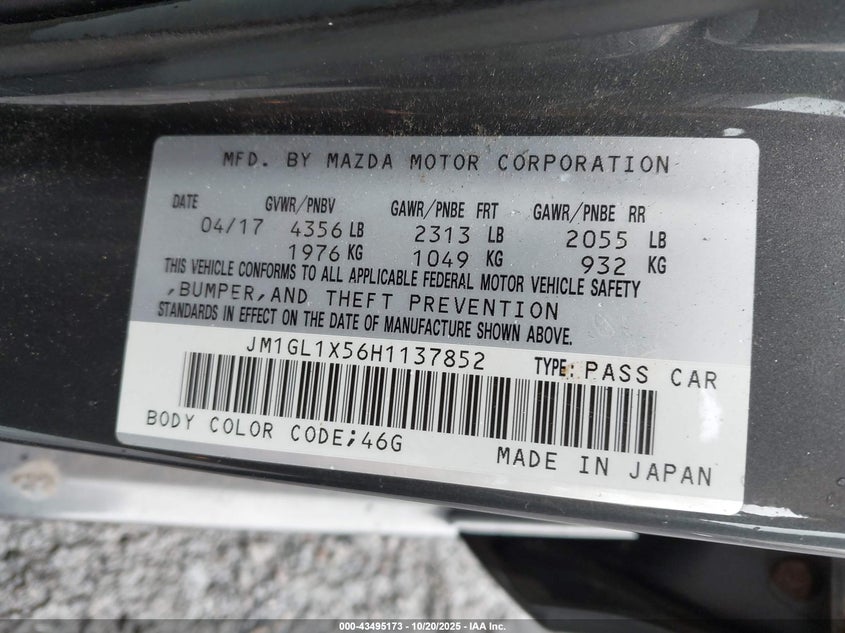 MFD. BY MAZDA MOTOR CORPORATION
DATE GVWR/PNBV GAWR/PNBE FRT GAWR/PNBE RR
04/17 4356 LB 2313 LB 2055 LB
1976 KG 1049 KG 932 KG
THIS VEHICLE CONFORMS TO ALL APPLICABLE FEDERAL MOTOR VEHICLE SAFETY
,BUMPER,AND THEFT PREVENTION
STANDARDS IN EFFECT ON THE DATE OF MANUFACTURE SHOWN ABOVE.
JM1GL1X56H1137852 TYPE: PASS CAR
BODY COLOR CODE;46G
MADE IN JAPAN
000-43495173 - 10/20/2025 - IAA Inc.